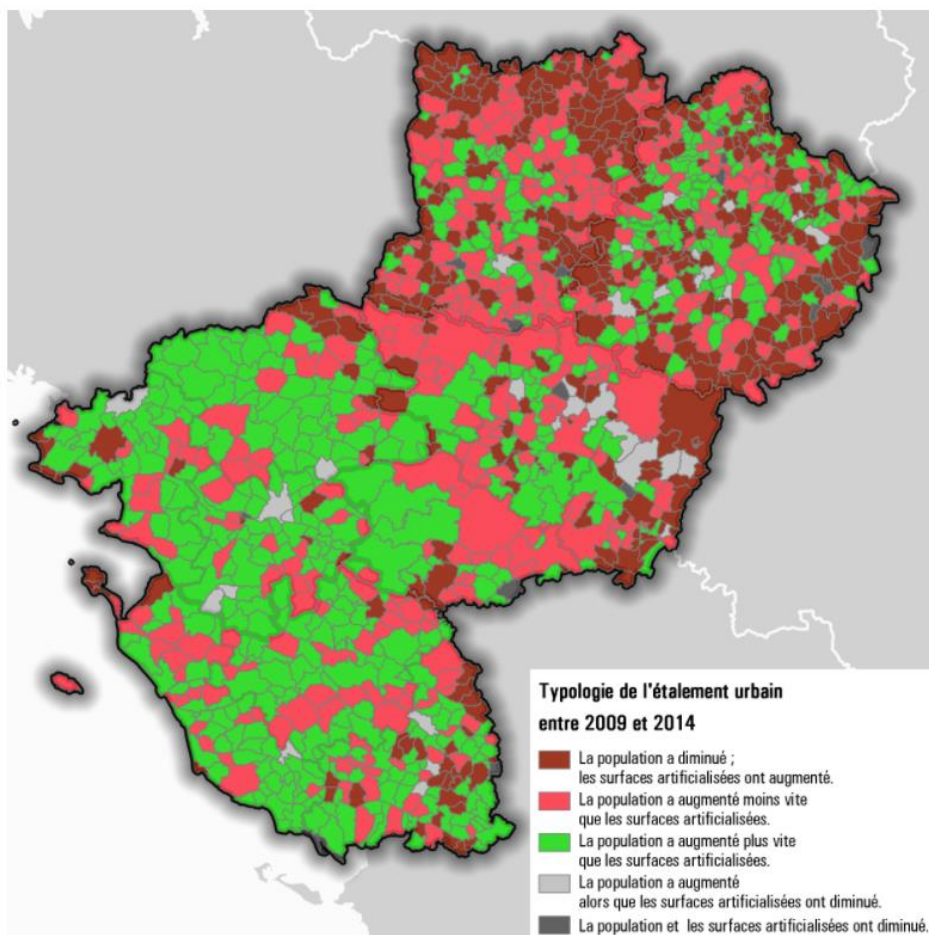 Typologie de l'étalement urbain
entre 2009 et 2014
La population a diminué ;
les surfaces artificialisées ont augmenté.
La population a augmenté moins vite
que les surfaces artificialisées.
La population a augmenté plus vite
que les surfaces artificialisées.
La population a augmenté
alors que les surfaces artificialisées ont diminué.
La population et les surfaces artificialisées ont diminué.